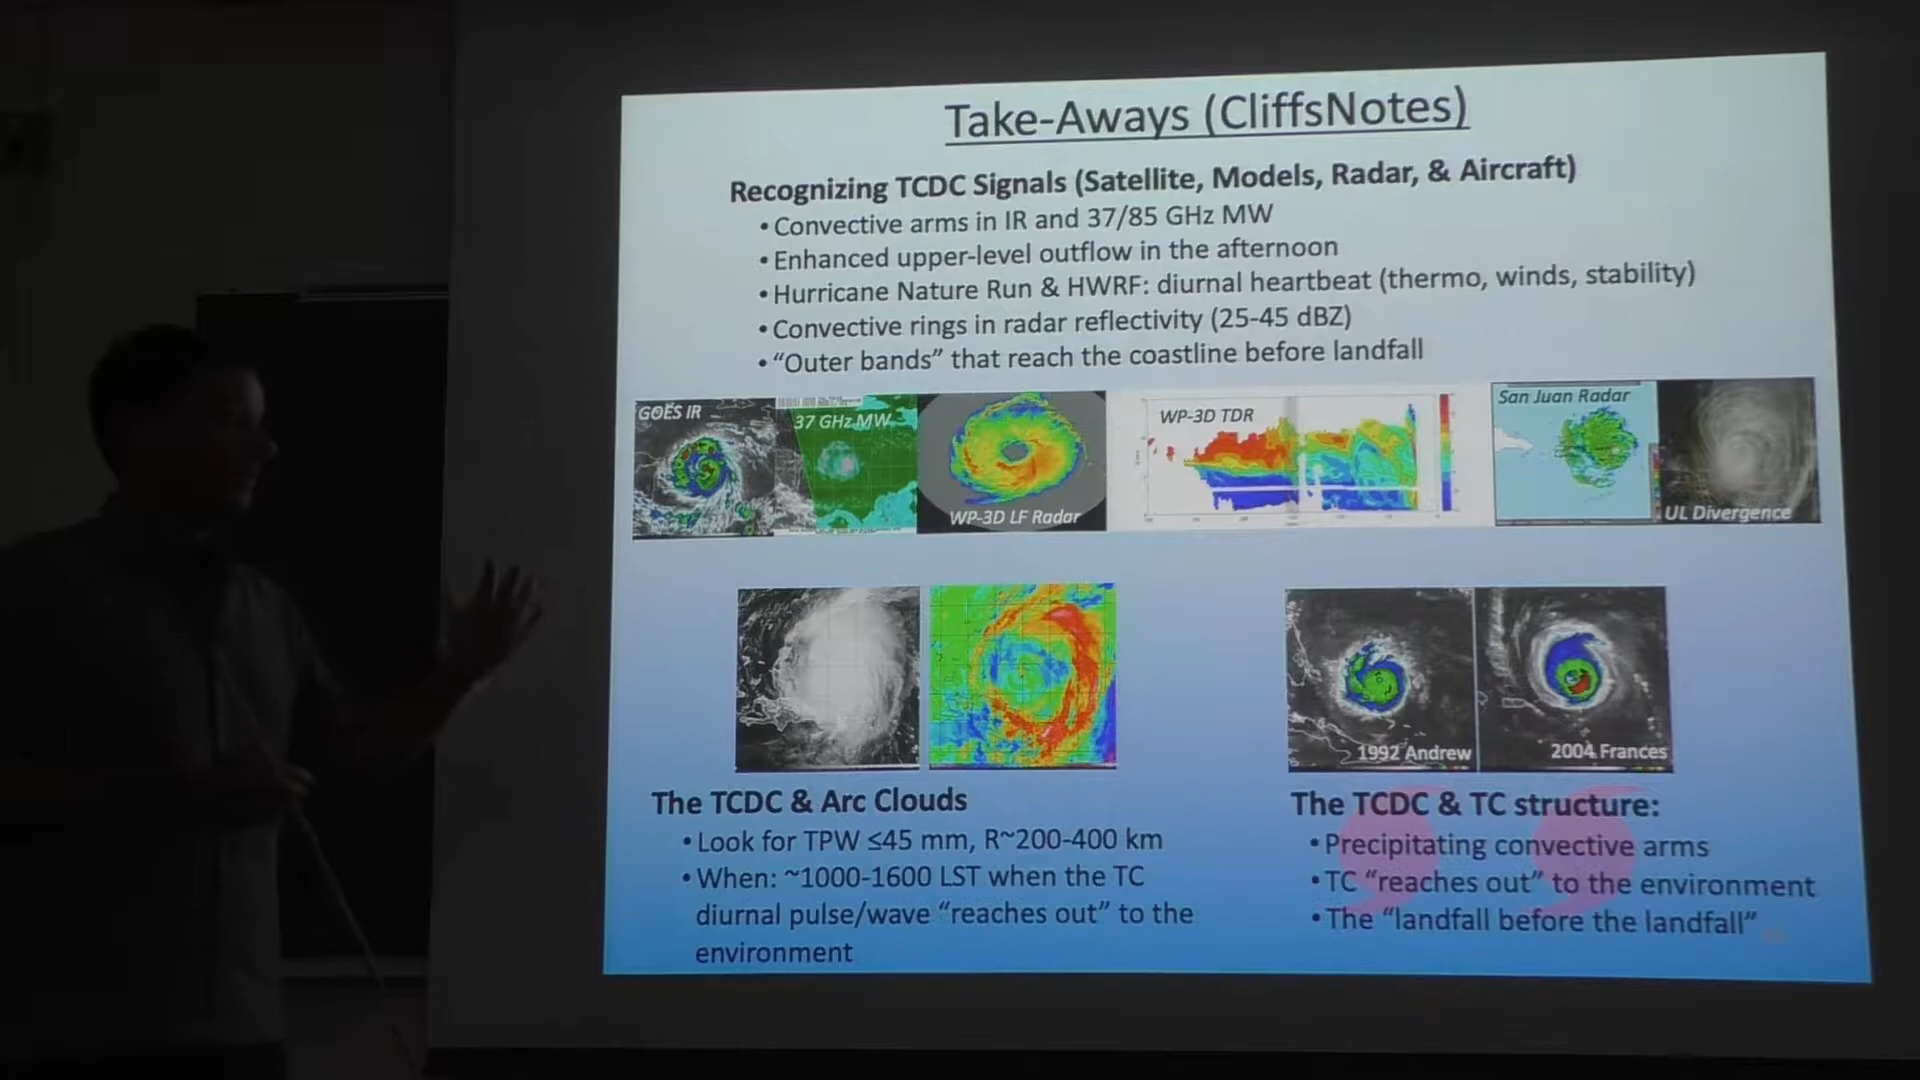 Take-Aways (CliffsNotes)
Recognizing TCDC Signals (Satellite, Models, Radar, & Aircraft)
• Convective arms in IR and 37/85 GHz MW
• Enhanced upper-level outflow in the afternoon
• Hurricane Nature Run & HWRF: diurnal heartbeat (thermo, winds, stability)
• Convective rings in radar reflectivity (25-45 dBZ)
• “Outer bands” that reach the coastline before landfall
GOES IR
37 GHz MW
WP-3D LF Radar
WP-3D TDR
San Juan Radar
UL Divergence
1992 Andrew
2004 Frances
The TCDC & Arc Clouds
• Look for TPW ≤45 mm, R~200-400 km
• When: ~1000-1600 LST when the TC
diurnal pulse/wave “reaches out” to the
environment
The TCDC & TC structure:
• Precipitating convective arms
• TC “reaches out” to the environment
• The “landfall before the landfall”